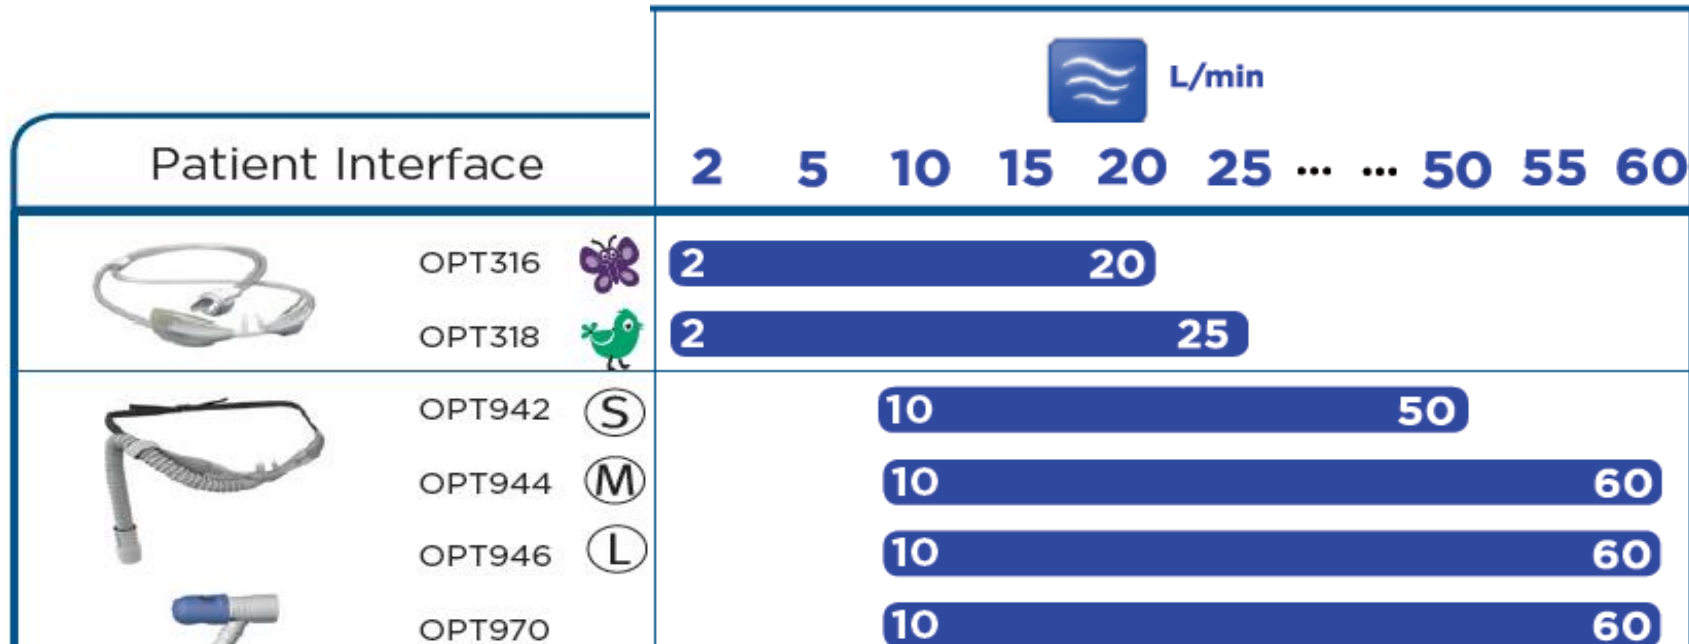 L/min
Patient Interface 2 5 10 15 20 25 ... ... 50 55 60
OPT316 2 20
OPT318 2 25
OPT942 S 10 50
OPT944 M 10 60
OPT946 L 10 60
OPT970 10 60